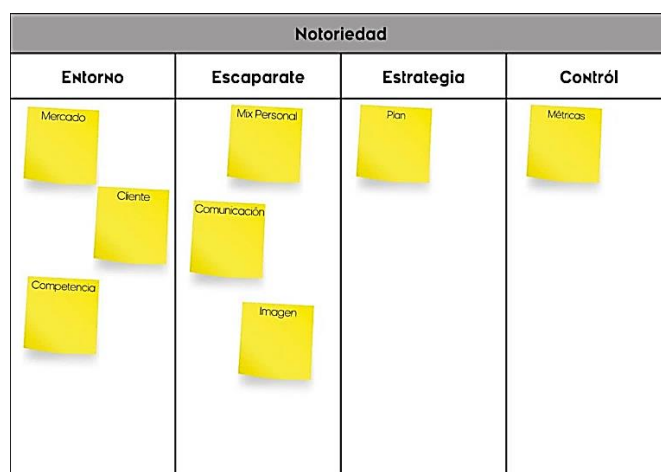 Notoriedad
Entorno
Escaparate
Estrategia
Contról
Mercado
Cliente
Competencia
Mix Personal
Comunicación
Imagen
Plan
Métricas